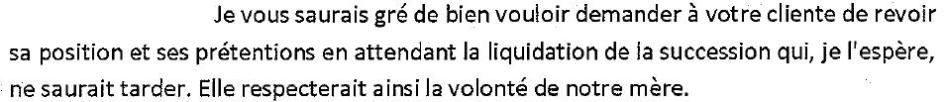 Je vous saurais gré de bien vouloir demander à votre cliente de revoir
sa position et ses prétentions en attendant la liquidation de la succession qui, je l'espère,
ne saurait tarder. Elle respecterait ainsi la volonté de notre mère.